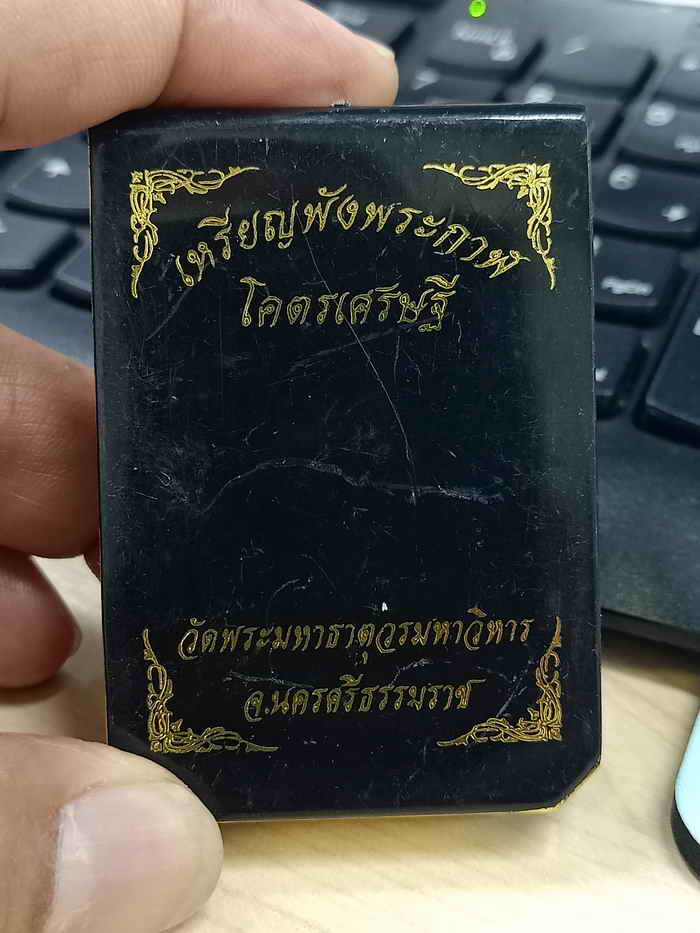 เหรียญพังพระกาฬ
โคตรเศรษฐี
วัดพระมหาธาตุวรมหาวิหาร
จ.นครศรีธรรมราช